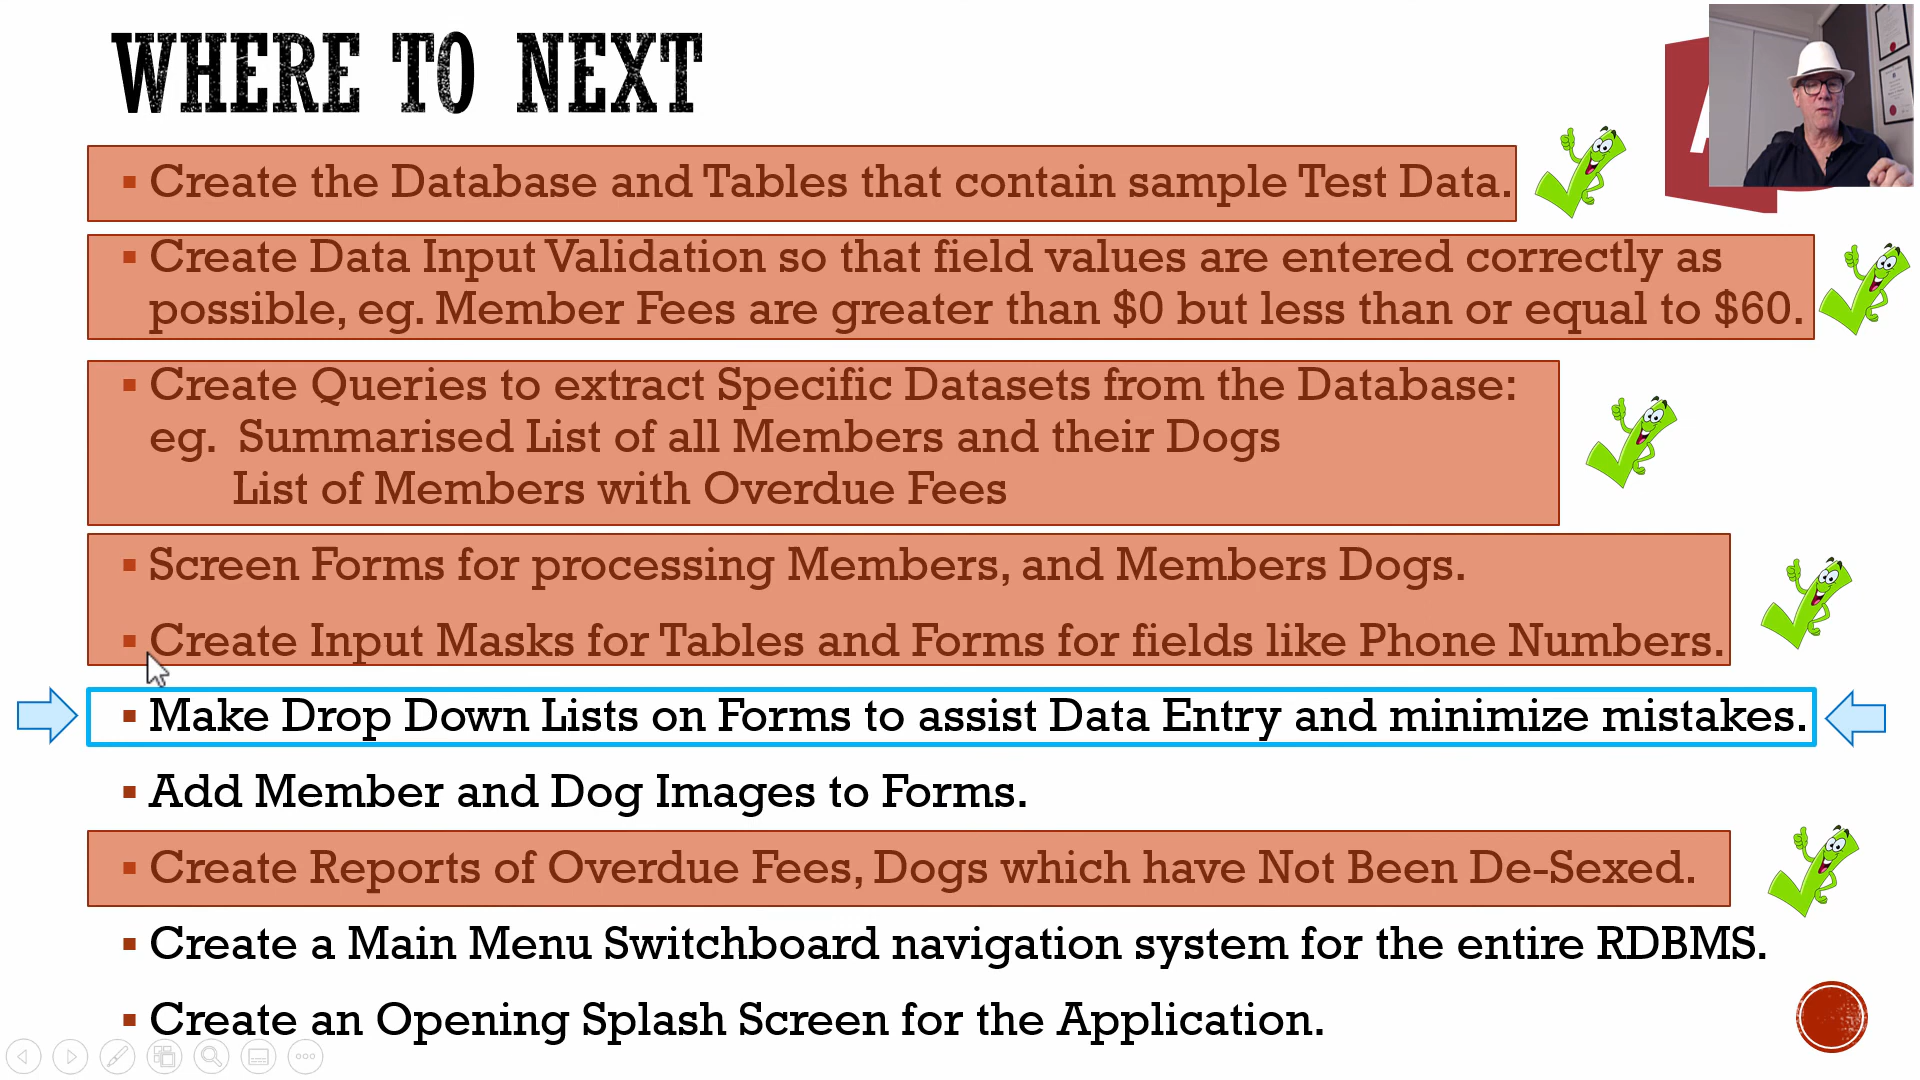 WHERE TO NEXT
▪ Create the Database and Tables that contain sample Test Data.
▪ Create Data Input Validation so that field values are entered correctly as
possible, eg. Member Fees are greater than $0 but less than or equal to $60.
▪ Create Queries to extract Specific Datasets from the Database:
eg. Summarised List of all Members and their Dogs
List of Members with Overdue Fees
▪ Screen Forms for processing Members, and Members Dogs.
▪ Create Input Masks for Tables and Forms for fields like Phone Numbers.
▪ Make Drop Down Lists on Forms to assist Data Entry and minimize mistakes.
▪ Add Member and Dog Images to Forms.
▪ Create Reports of Overdue Fees, Dogs which have Not Been De-Sexed.
▪ Create a Main Menu Switchboard navigation system for the entire RDBMS.
▪ Create an Opening Splash Screen for the Application.